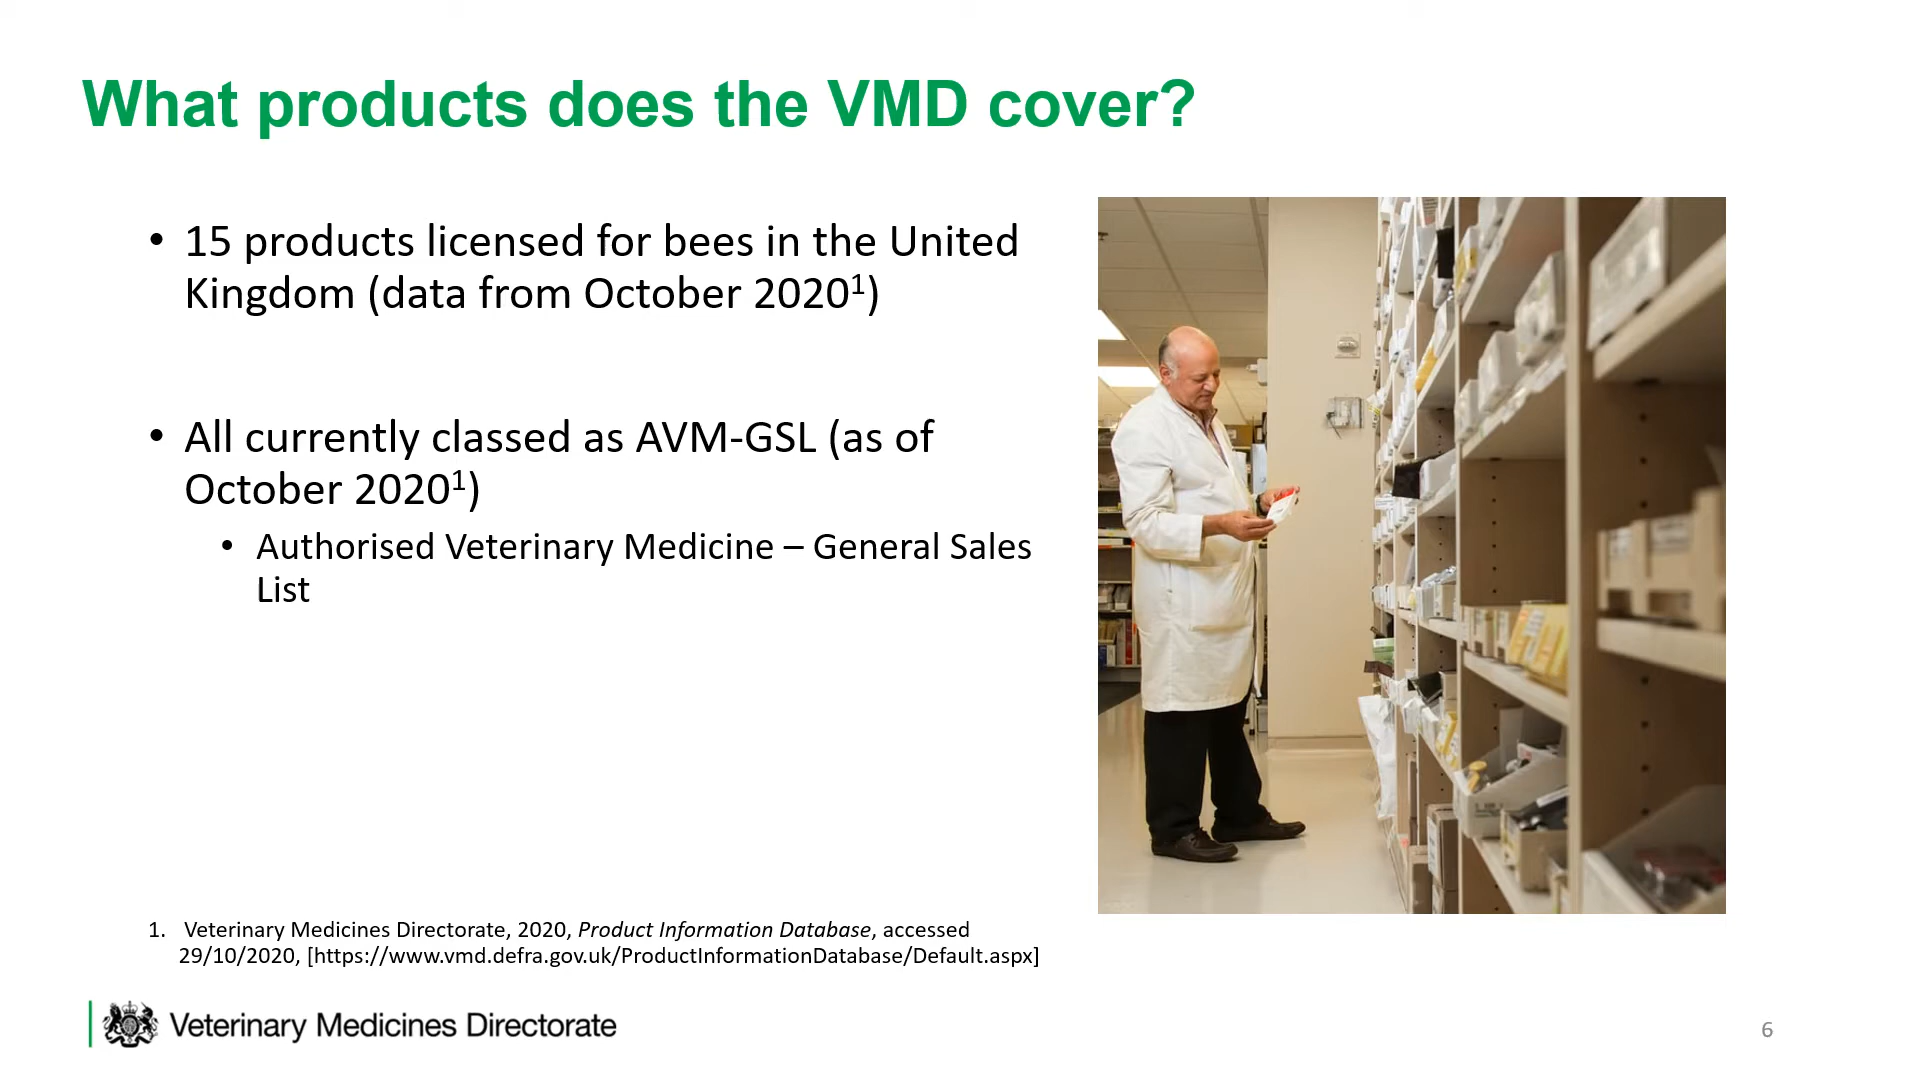 What products does the VMD cover?
• 15 products licensed for bees in the United
Kingdom (data from October 2020¹)
• All currently classed as AVM-GSL (as of
October 2020¹)
• Authorised Veterinary Medicine – General Sales
List
1. Veterinary Medicines Directorate, 2020, Product Information Database, accessed
29/10/2020, [https://www.vmd.defra.gov.uk/ProductInformationDatabase/Default.aspx]
Veterinary Medicines Directorate
6